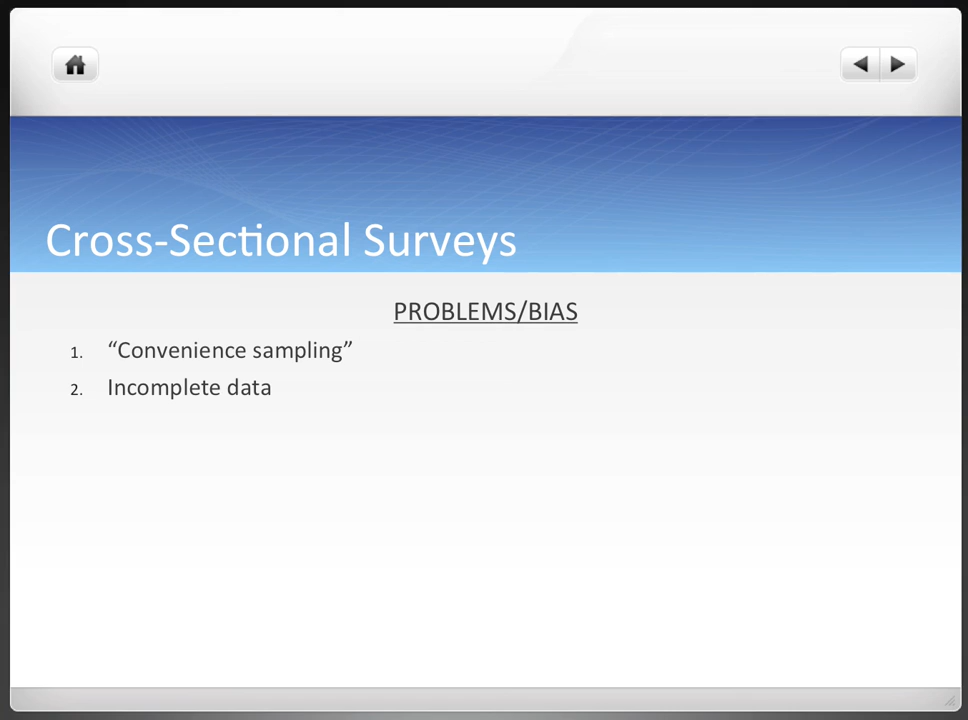 Cross-Sectional Surveys
PROBLEMS/BIAS
1. “Convenience sampling”
2. Incomplete data